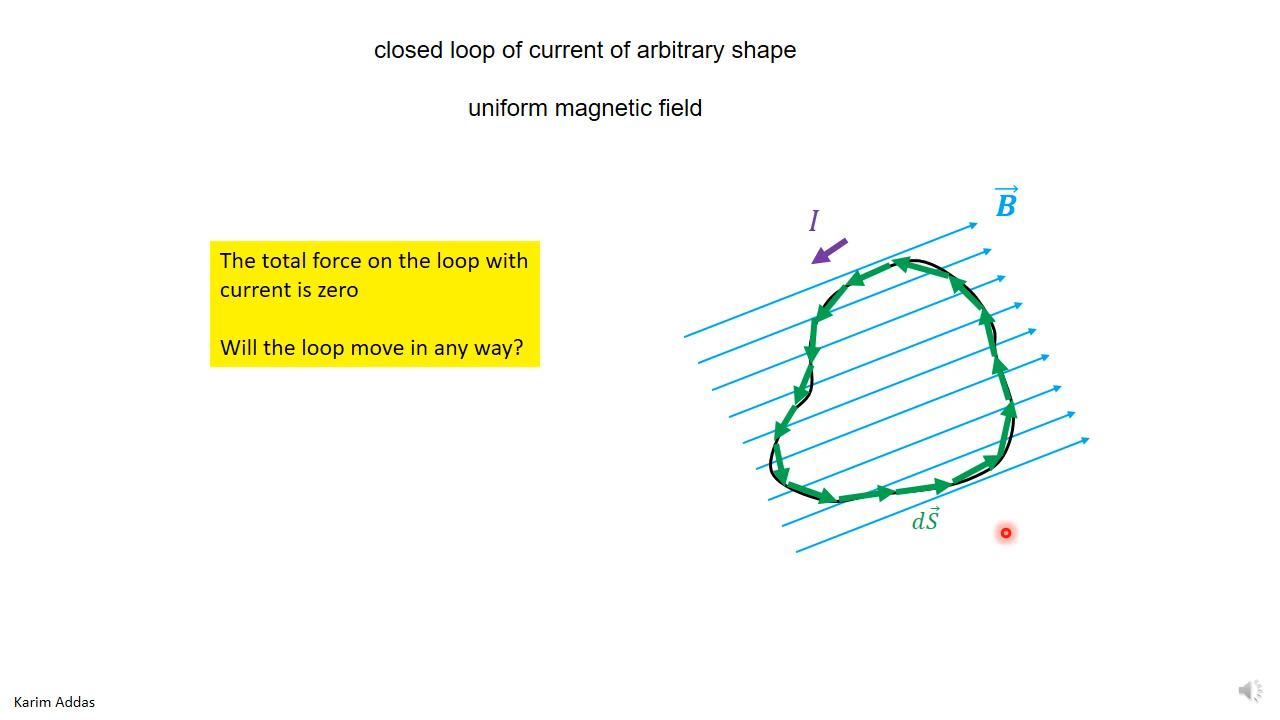 closed loop of current of arbitrary shape
uniform magnetic field
The total force on the loop with
current is zero
Will the loop move in any way?
I
B⃗
dS⃗
Karim Addas